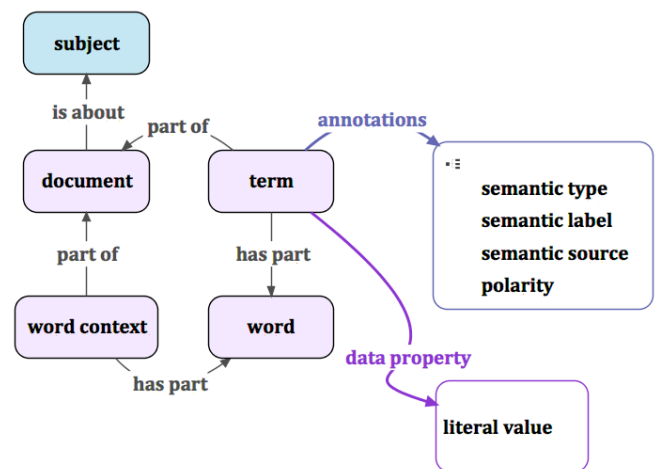 subject
is about
part of
annotations
document
term
semantic type
semantic label
semantic source
polarity
part of
has part
word context
word
data property
has part
literal value